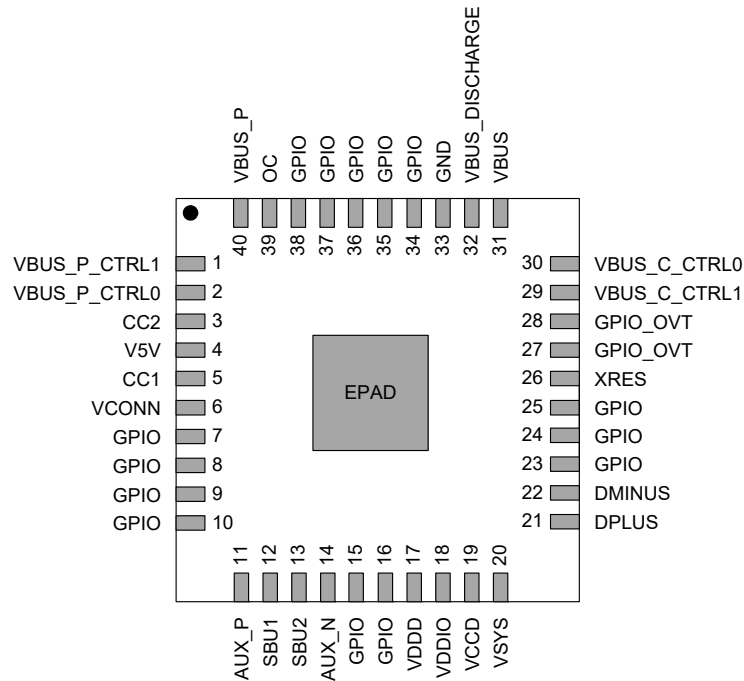 VBUS_P
OC
GPIO
GPIO
GPIO
GPIO
GPIO
GND
VBUS_DISCHARGE
VBUS
40
39
38
37
36
35
34
33
32
31
VBUS_P_CTRL1 1
VBUS_P_CTRL0 2
CC2 3
V5V 4
CC1 5
VCONN 6
GPIO 7
GPIO 8
GPIO 9
GPIO 10
EPAD
30 VBUS_C_CTRL0
29 VBUS_C_CTRL1
28 GPIO_OVT
27 GPIO_OVT
26 XRES
25 GPIO
24 GPIO
23 GPIO
22 DMINUS
21 DPLUS
11
12
13
14
15
16
17
18
19
20
AUX_P
SBU1
SBU2
AUX_N
GPIO
GPIO
VDDD
VDDIO
VCCD
VSYS